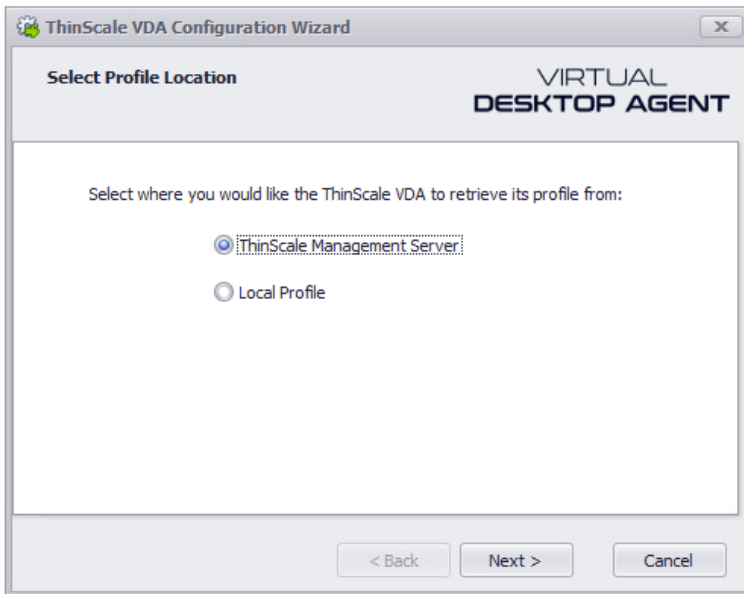 ThinScale VDA Configuration Wizard
Select Profile Location
VIRTUAL
DESKTOP AGENT
Select where you would like the ThinScale VDA to retrieve its profile from:
ThinScale Management Server
Local Profile
< Back
Next >
Cancel